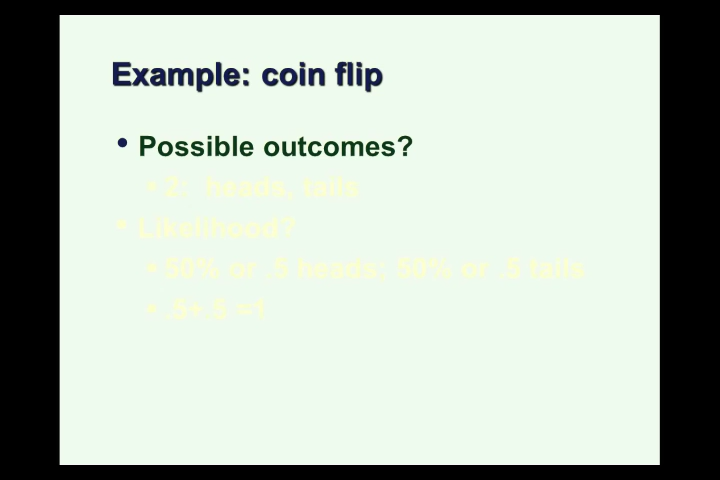 Example: coin flip
• Possible outcomes?
• 2: heads, tails
• Likelihood?
• 50% or .5 heads; 50% or .5 tails
• .5+.5 =1